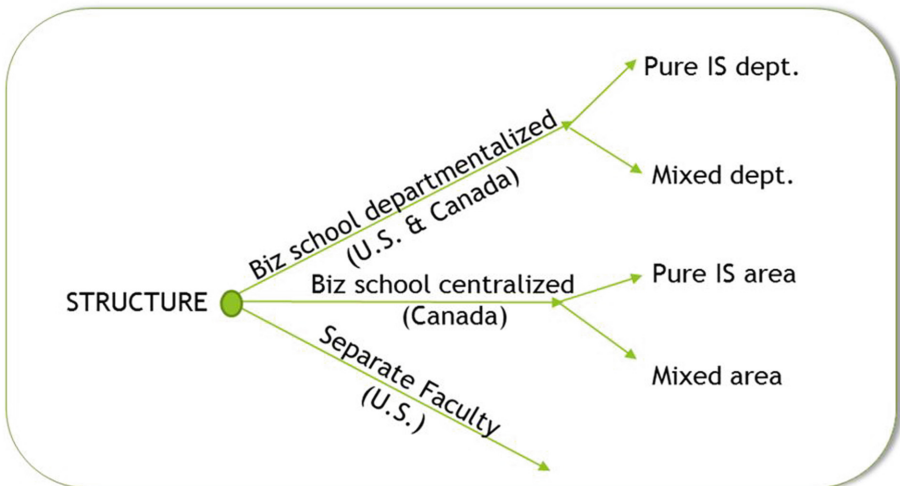 Pure IS dept.
Biz school departmentalized
(U.S. & Canada)
Mixed dept.
Pure IS area
Biz school centralized
STRUCTURE
(Canada)
Mixed area
Separate Faculty
(U.S.)